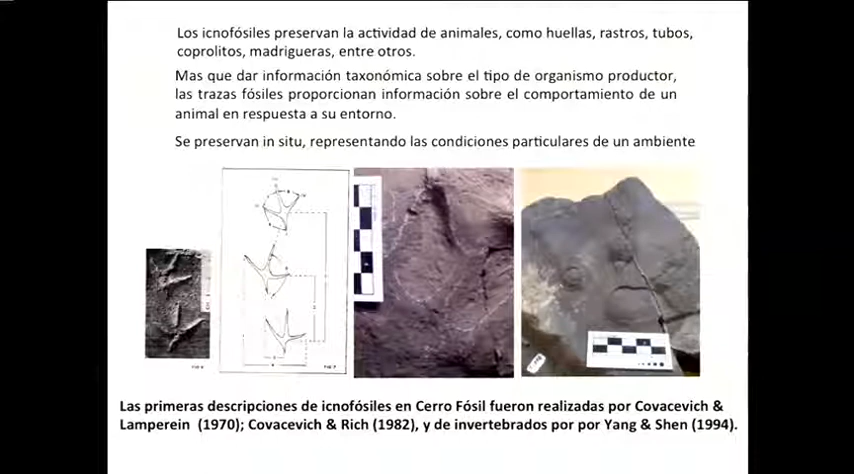 Los icnofósiles preservan la actividad de animales, como huellas, rastros, tubos,
coprolitos, madrigueras, entre otros.
Mas que dar información taxonómica sobre el tipo de organismo productor,
las trazas fósiles proporcionan información sobre el comportamiento de un
animal en respuesta a su entorno.
Se preservan in situ, representando las condiciones particulares de un ambiente
Las primeras descripciones de icnofósiles en Cerro Fósil fueron realizadas por Covacevich &
Lamperein (1970); Covacevich & Rich (1982), y de invertebrados por por Yang & Shen (1994).